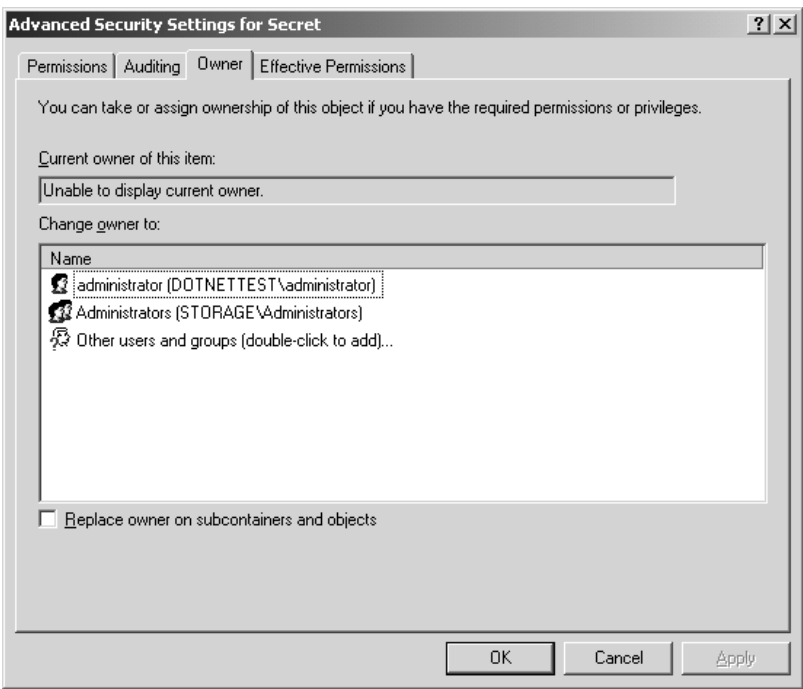 Advanced Security Settings for Secret
Permissions Auditing Owner Effective Permissions
You can take or assign ownership of this object if you have the required permissions or privileges.
Current owner of this item:
Unable to display current owner.
Change owner to:
Name
administrator (DOTNETTEST\administrator)
Administrators (STORAGE\Administrators)
Other users and groups (double-click to add)...
Replace owner on subcontainers and objects
OK Cancel Apply